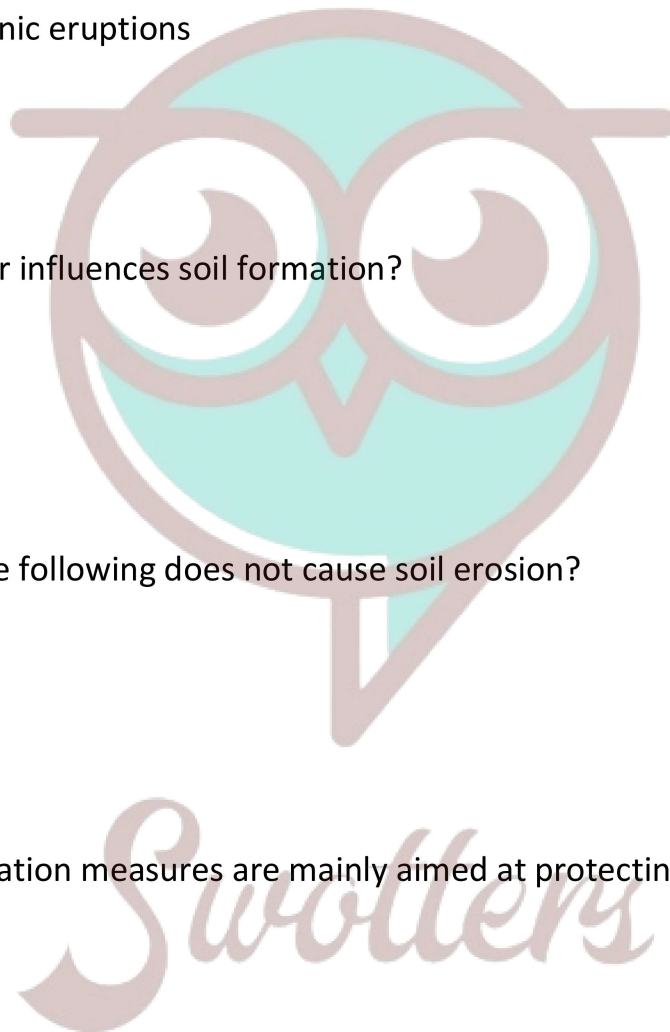 nic eruptions
r influences soil formation?
e following does not cause soil erosion?
ation measures are mainly aimed at protectin
Swotters